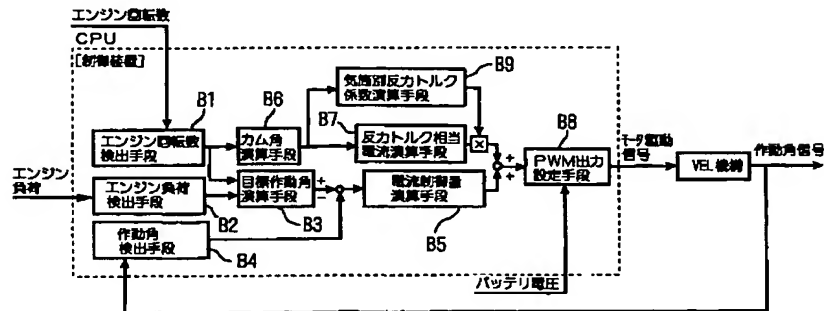 エンジン回転数
CPU
[制御装置]
B1
エンジン回転数
検出手段
B6
カム角
演算手段
B9
気筒別反力トルク
係数演算手段
B7
反力トルク相当
電流演算手段
×
B8
PWM出力
設定手段
モータ駆動
信号
VEL機構
作動角信号
エンジン
負荷
エンジン負荷
検出手段
B2
目標作動角
演算手段
B3
+
−
電流制御量
演算手段
B5
+
+
作動角
検出手段
B4
バッテリ電圧